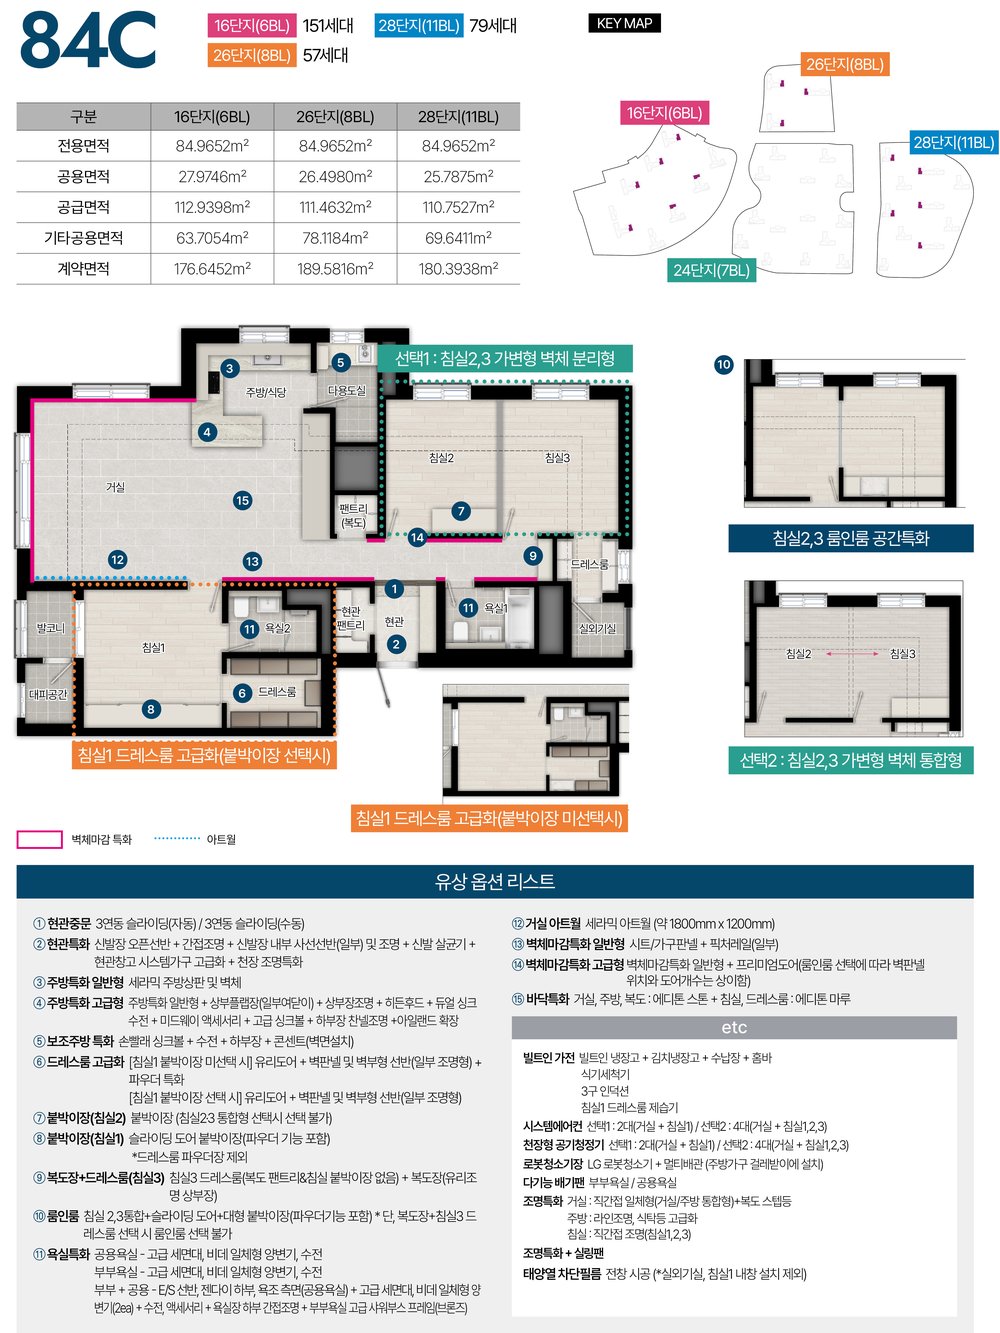 84C
16단지(6BL) 151세대
28단지(11BL) 79세대
26단지(8BL) 57세대
KEY MAP
26단지(8BL)
16단지(6BL)
28단지(11BL)
24단지(7BL)
구분 16단지(6BL) 26단지(8BL) 28단지(11BL)
전용면적 84.9652m² 84.9652m² 84.9652m²
공용면적 27.9746m² 26.4980m² 25.7875m²
공급면적 112.9398m² 111.4632m² 110.7527m²
기타공용면적 63.7054m² 78.1184m² 69.6411m²
계약면적 176.6452m² 189.5816m² 180.3938m²
선택1 : 침실2,3 가변형 벽체 분리형
3
5
주방/식당
다용도실
4
거실
침실2
침실3
15
7
팬트리
(복도)
14
12
13
9
드레스룸
1
현관
팬트리
현관
2
11
욕실1
실외기실
발코니
침실1
11
욕실2
대피공간
8
6
드레스룸
침실1 드레스룸 고급화(붙박이장 선택시)
침실1 드레스룸 고급화(붙박이장 미선택시)
10
침실2,3 룸인룸 공간특화
침실2
침실3
선택2 : 침실2,3 가변형 벽체 통합형
벽체마감 특화
아트월
유상 옵션 리스트
① 현관중문 3연동 슬라이딩(자동) / 3연동 슬라이딩(수동)
② 현관특화 신발장 오픈선반 + 간접조명 + 신발장 내부 사선선반(일부) 및 조명 + 신발 살균기 +
현관창고 시스템가구 고급화 + 천장 조명특화
③ 주방특화 일반형 세라믹 주방상판 및 벽체
④ 주방특화 고급형 주방특화 일반형 + 상부플랩장(일부여닫이) + 상부장조명 + 히든후드 + 듀얼 싱크
수전 + 미드웨이 액세서리 + 고급 싱크볼 + 하부장 찬넬조명 +아일랜드 확장
⑤ 보조주방 특화 손빨래 싱크볼 + 수전 + 하부장 + 콘센트(벽면설치)
⑥ 드레스룸 고급화 [침실1 붙박이장 미선택 시] 유리도어 + 벽판넬 및 벽부형 선반(일부 조명형) +
파우더 특화
[침실1 붙박이장 선택 시] 유리도어 + 벽판넬 및 벽부형 선반(일부 조명형)
⑦ 붙박이장(침실2) 붙박이장 (침실2·3 통합형 선택시 선택 불가)
⑧ 붙박이장(침실1) 슬라이딩 도어 붙박이장(파우더 기능 포함)
*드레스룸 파우더장 제외
⑨ 복도장+드레스룸(침실3) 침실3 드레스룸(복도 팬트리&침실 붙박이장 없음) + 복도장(유리조
명 상부장)
⑩ 룸인룸 침실 2,3통합+슬라이딩 도어+대형 붙박이장(파우더기능 포함) * 단, 복도장+침실3 드
레스룸 선택 시 룸인룸 선택 불가
⑪ 욕실특화 공용욕실 – 고급 세면대, 비데 일체형 양변기, 수전
부부욕실 – 고급 세면대, 비데 일체형 양변기, 수전
부부 + 공용 – E/S 선반, 젠다이 하부, 욕조 측면(공용욕실) + 고급 세면대, 비데 일체형 양
변기(2ea) + 수전, 액세서리 + 욕실장 하부 간접조명 + 부부욕실 고급 샤워부스 프레임(브론즈)
⑫ 거실 아트월 세라믹 아트월 (약 1800mm x 1200mm)
⑬ 벽체마감특화 일반형 시트/가구판넬 + 픽처레일(일부)
⑭ 벽체마감특화 고급형 벽체마감특화 일반형 + 프리미엄도어(룸인룸 선택에 따라 벽판넬
위치와 도어개수는 상이함)
⑮ 바닥특화 거실, 주방, 복도 : 에디톤 스톤 + 침실, 드레스룸 : 에디톤 마루
etc
빌트인 가전 빌트인 냉장고 + 김치냉장고 + 수납장 + 홈바
식기세척기
3구 인덕션
침실1 드레스룸 제습기
시스템에어컨 선택1 : 2대(거실 + 침실1) / 선택2 : 4대(거실 + 침실1,2,3)
천장형 공기청정기 선택1 : 2대(거실 + 침실1) / 선택2 : 4대(거실 + 침실1,2,3)
로봇청소기장 LG 로봇청소기 + 멀티배관 (주방가구 걸레받이에 설치)
다기능 배기팬 부부욕실 / 공용욕실
조명특화 거실 : 직간접 일체형(거실/주방 통합형)+복도 스텝등
주방 : 라인조명, 식탁등 고급화
침실 : 직간접 조명(침실1,2,3)
조명특화 + 실링팬
태양열 차단필름 전창 시공 (*실외기실, 침실1 내창 설치 제외)